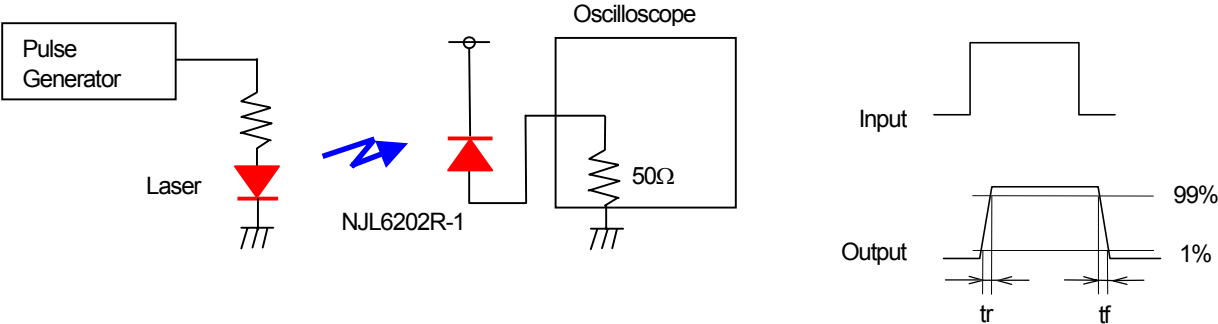 Oscilloscope
Pulse
Generator
Laser
NJL6202R-1
50Ω
Input
Output
99%
1%
tr
tf